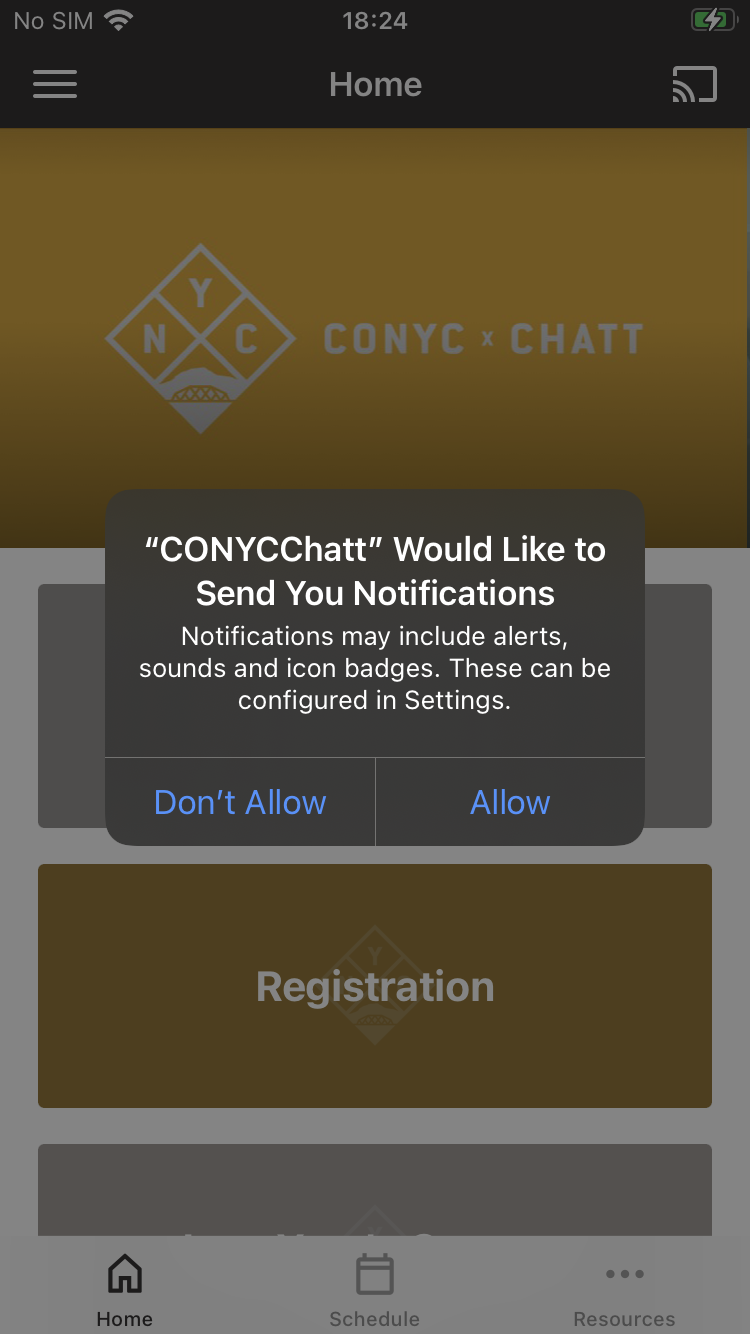 No SIM 18:24
Home
Y
N C CONYC x CHATT
“CONYCChatt” Would Like to
Send You Notifications
Notifications may include alerts,
sounds and icon badges. These can be
configured in Settings.
Don’t Allow Allow
Registration
Home Schedule Resources